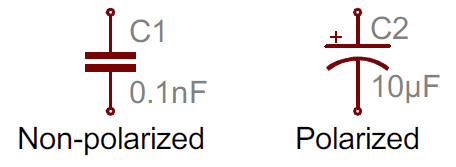 C1
0.1nF
Non-polarized
+
C2
10µF
Polarized